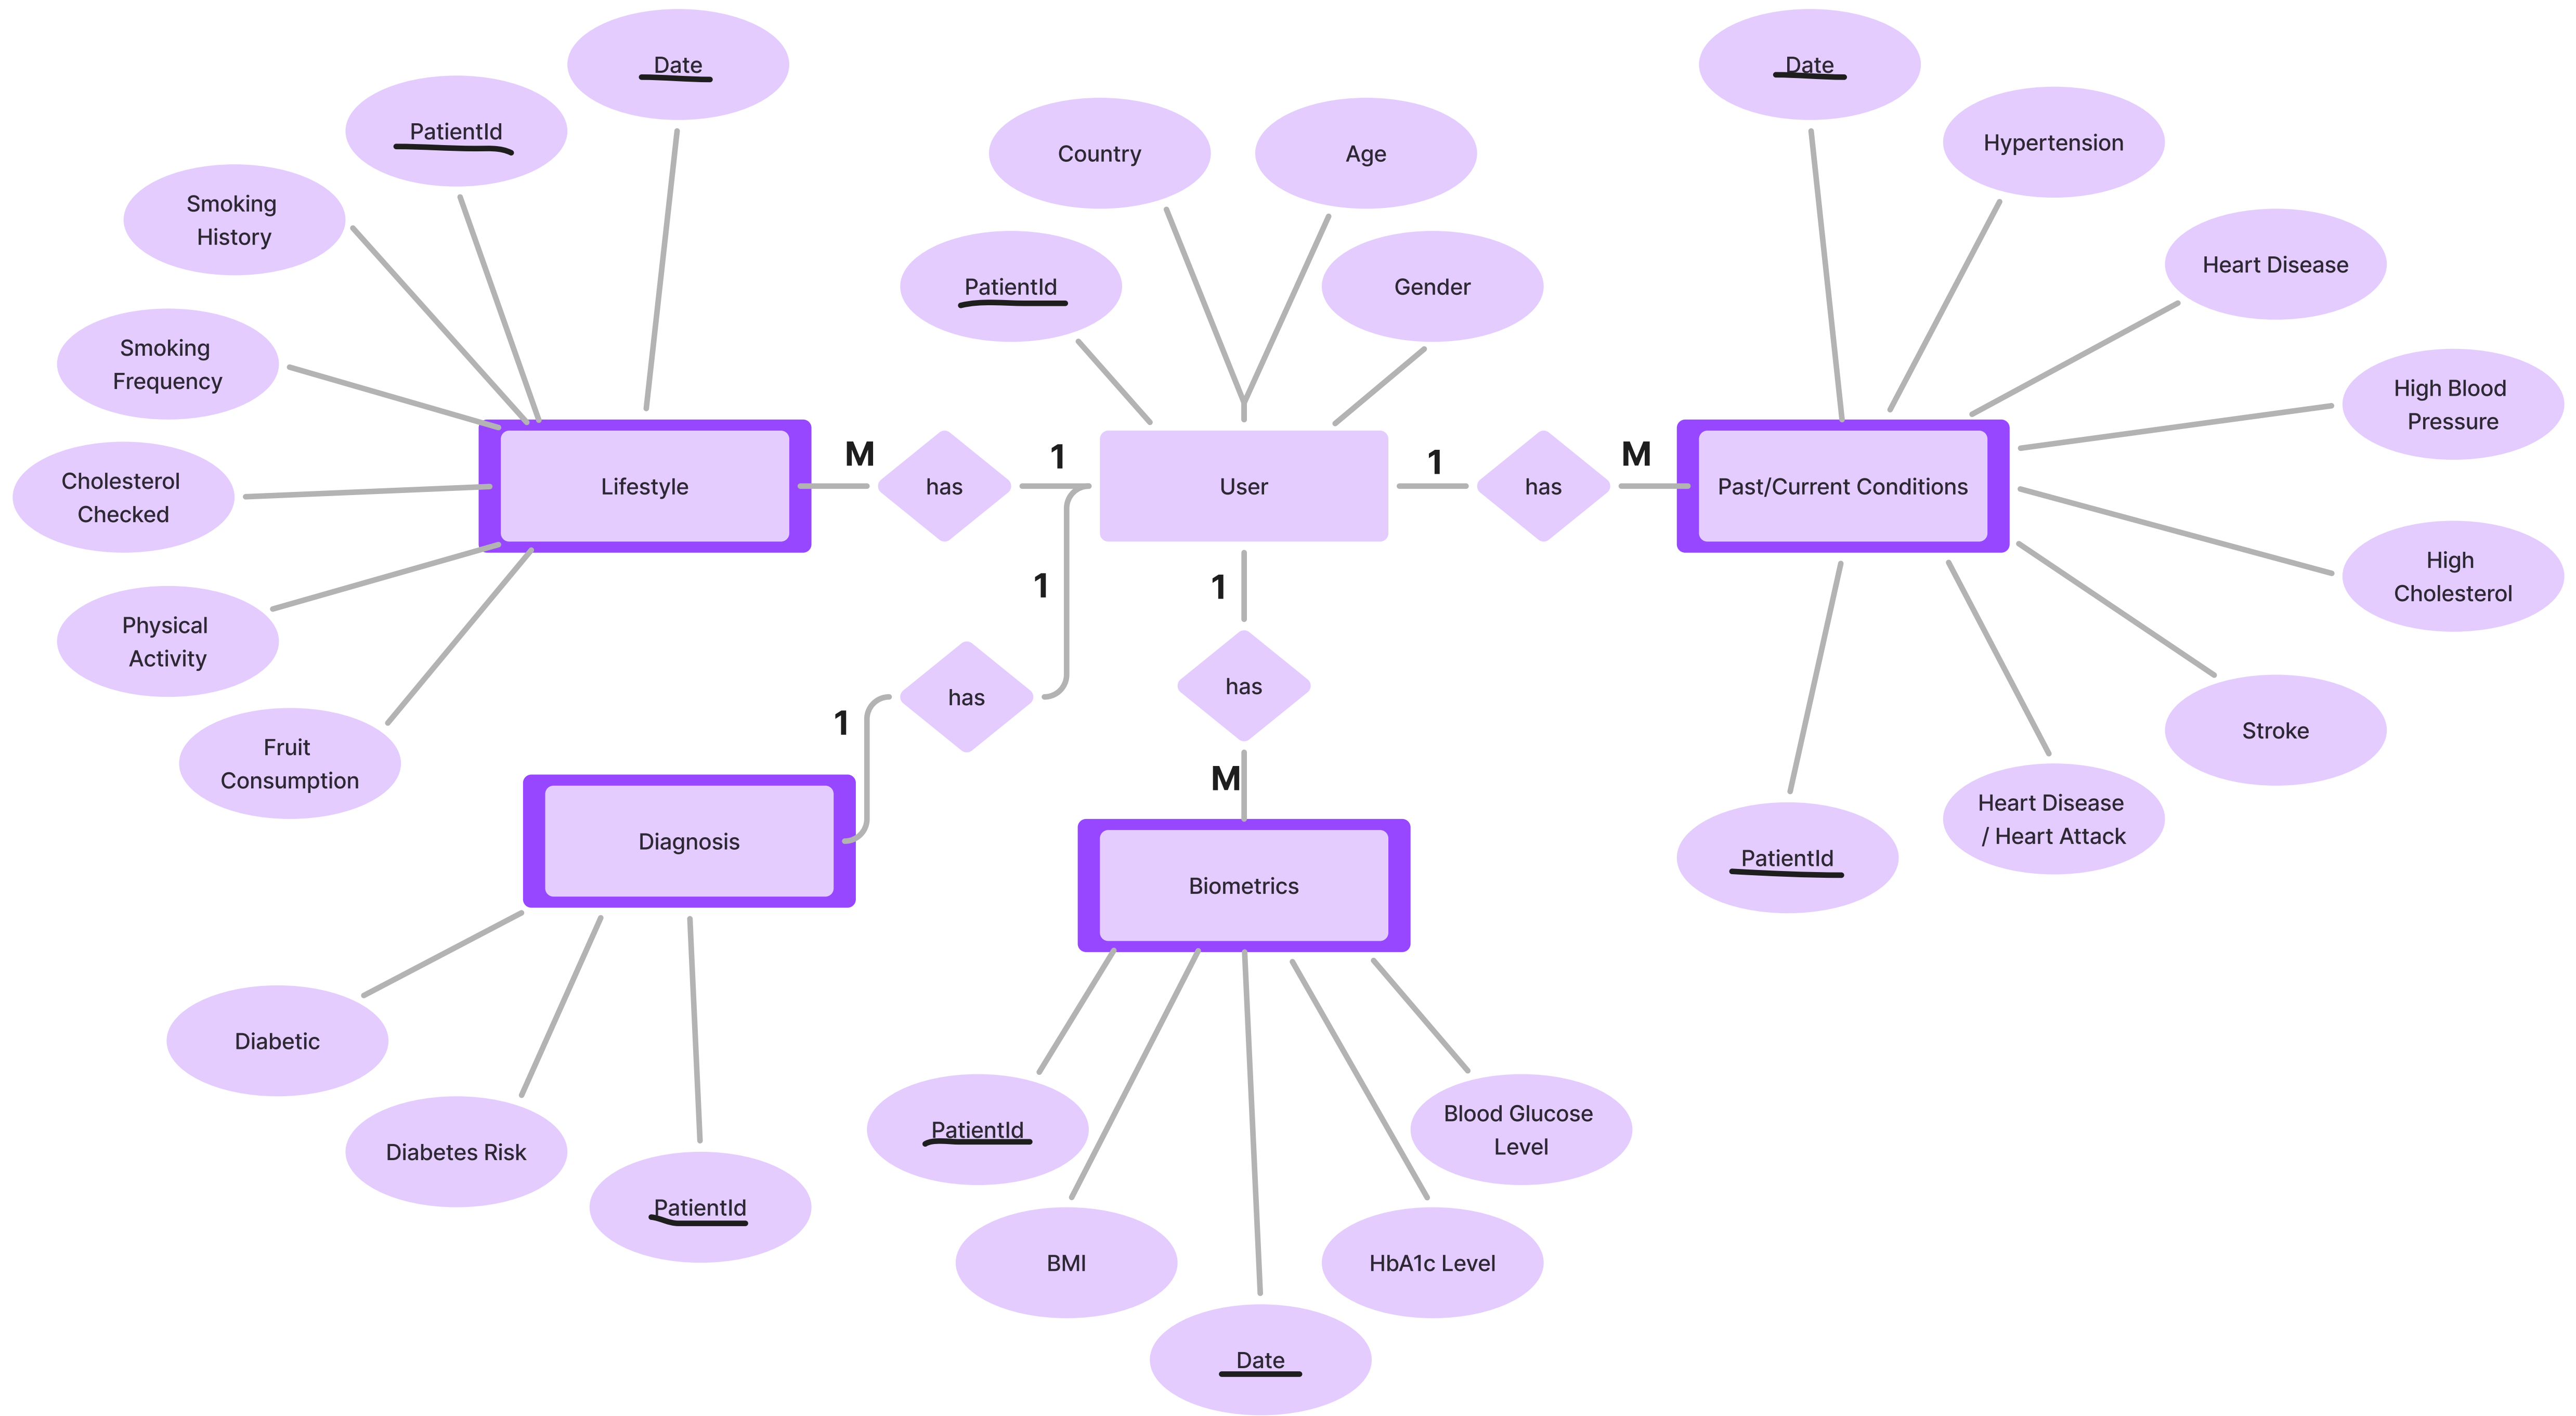 Date
Date
PatientId
Hypertension
Country
Age
Smoking
History
Heart Disease
PatientId
Gender
Smoking
Frequency
High Blood
Pressure
M
1
1
M
Cholesterol
Checked
Lifestyle
has
User
has
Past/Current Conditions
High
Cholesterol
1
1
Physical
Activity
has
has
Stroke
1
Fruit
Consumption
M
Heart Disease
/ Heart Attack
Diagnosis
PatientId
Biometrics
Diabetic
PatientId
Blood Glucose
Level
Diabetes Risk
PatientId
BMI
HbA1c Level
Date